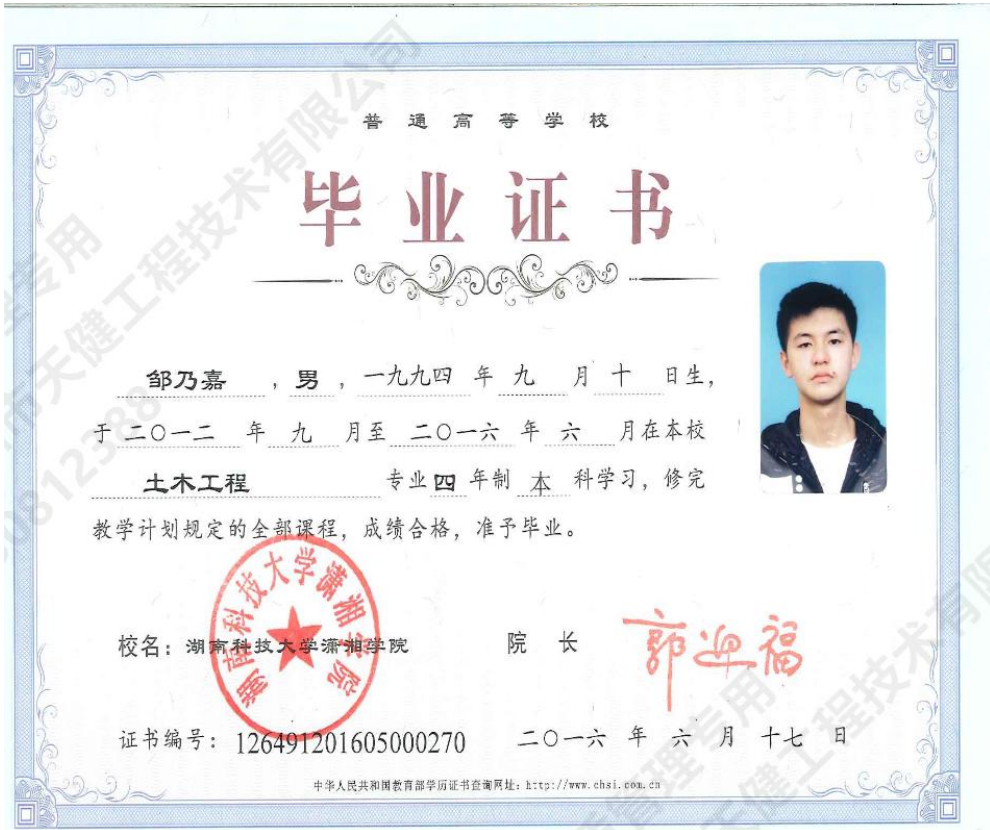 普通高等学校
毕业证书
邹乃嘉，男，一九九四年九月十日生，
于二〇一二年九月至二〇一六年六月在本校
土木工程专业四年制本科学习，修完
教学计划规定的全部课程，成绩合格，准予毕业。
湖南科技大学潇湘学院
校名：湖南科技大学潇湘学院 院长 郭迎福
证书编号：126491201605000270 二〇一六年六月十七日
中华人民共和国教育部学历证书查询网址：http://www.chsi.com.cn